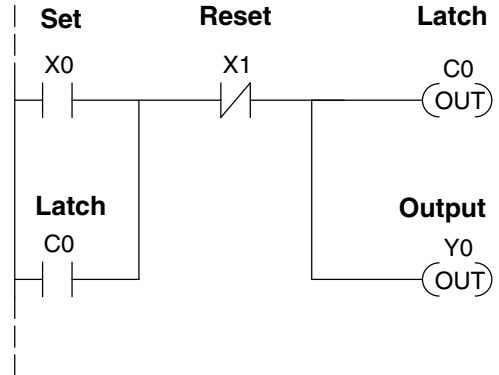 Set Reset Latch
X0 X1 C0
OUT
Latch Output
C0 Y0
OUT